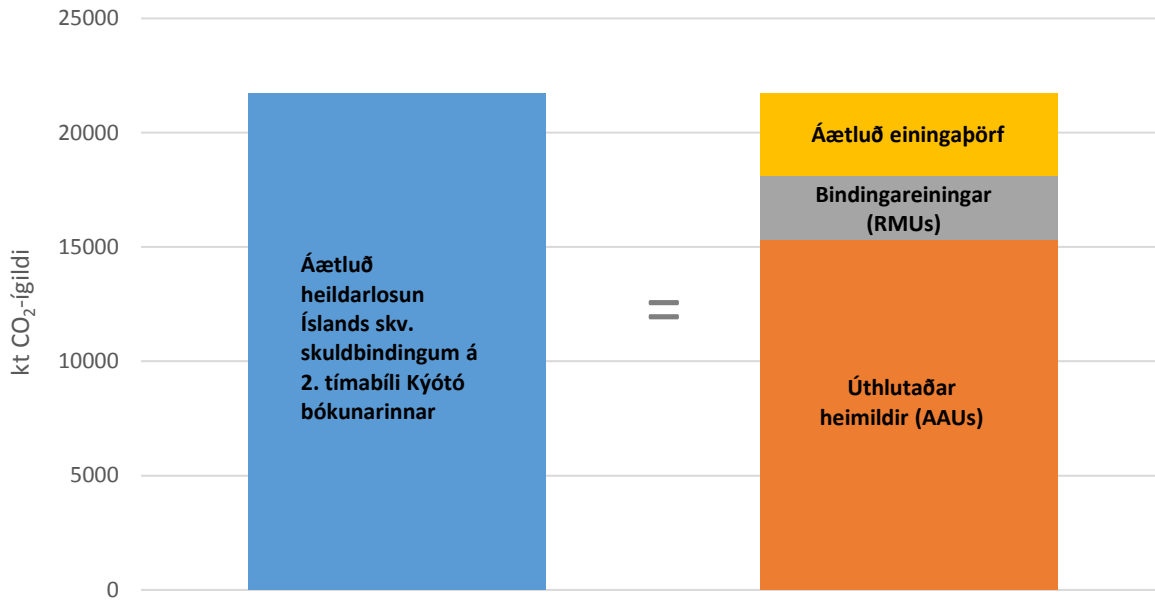 25000
20000
15000
10000
5000
0
kt CO₂-ígildi
Áætluð
heildarlosun
Íslands skv.
skuldbindingum á
2. tímabili Kýótó
bókunarinnar
=
Áætluð einingaþörf
Bindingareiningar
(RMUs)
Úthlutaðar
heimildir (AAUs)